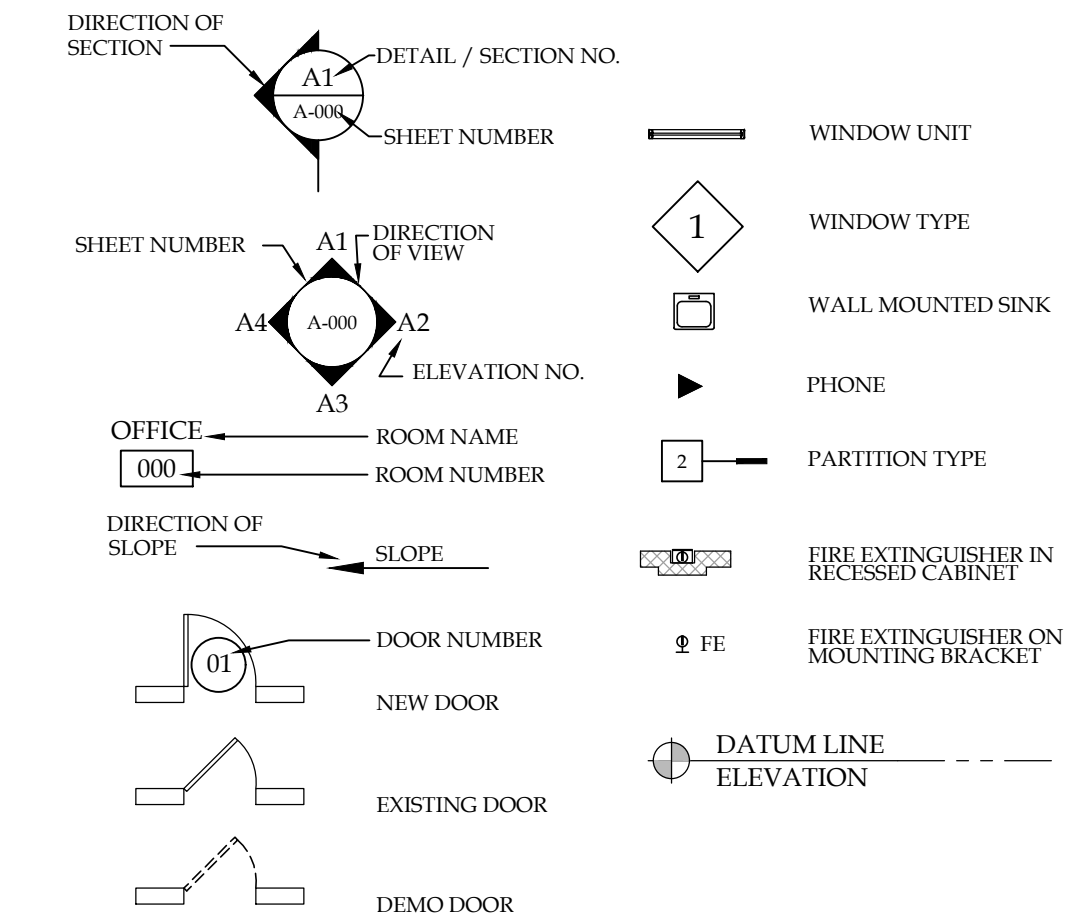 DIRECTION OF
SECTION
A1
A-000
DETAIL / SECTION NO.
SHEET NUMBER
SHEET NUMBER
A1
DIRECTION
OF VIEW
A4
A-000
A2
ELEVATION NO.
A3
OFFICE
ROOM NAME
000
ROOM NUMBER
DIRECTION OF
SLOPE
SLOPE
01
DOOR NUMBER
NEW DOOR
EXISTING DOOR
DEMO DOOR
WINDOW UNIT
1
WINDOW TYPE
WALL MOUNTED SINK
PHONE
2
PARTITION TYPE
FIRE EXTINGUISHER IN
RECESSED CABINET
FE
FIRE EXTINGUISHER ON
MOUNTING BRACKET
DATUM LINE
ELEVATION